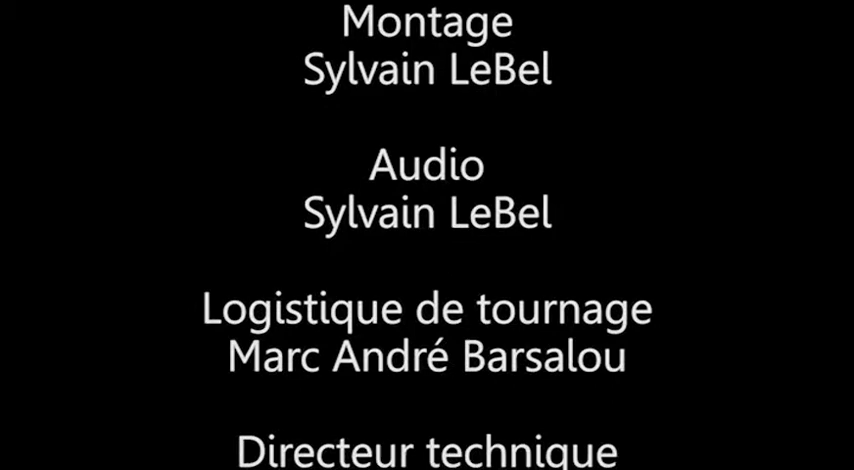 Montage
Sylvain LeBel
Audio
Sylvain LeBel
Logistique de tournage
Marc André Barsalou
Directeur technique